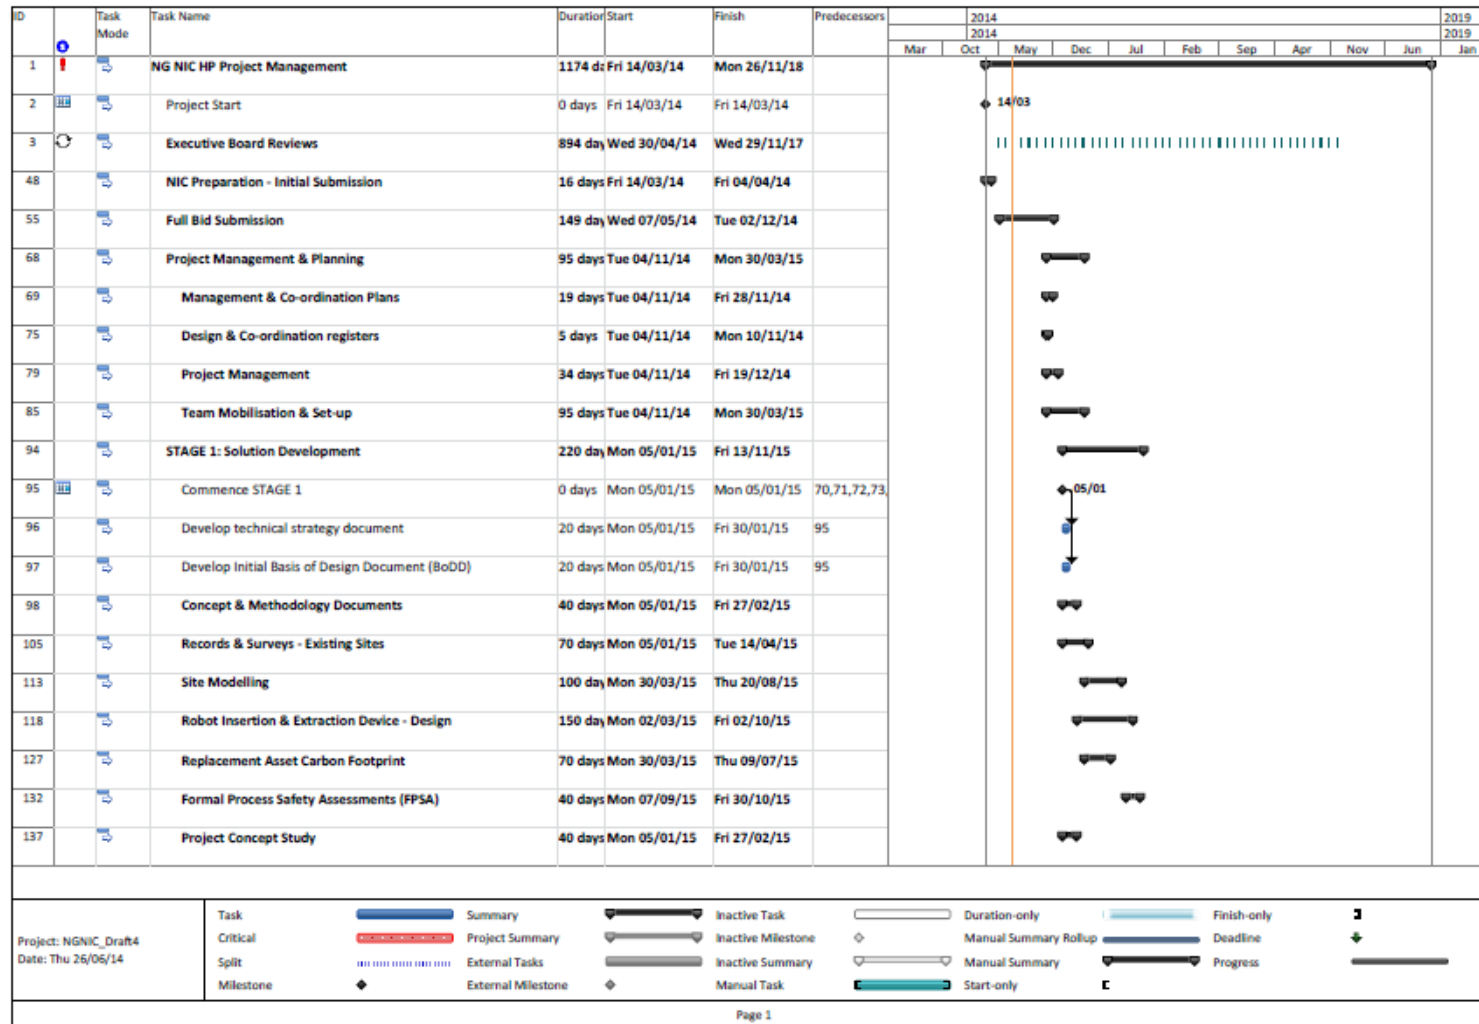 ID Task Mode Task Name Duration Start Finish Predecessors 2014 2019
2014 2019
Mar Oct May Dec Jul Feb Sep Apr Nov Jun Jan
1 NG NIC HP Project Management 1174 da Fri 14/03/14 Mon 26/11/18
2 Project Start 0 days Fri 14/03/14 Fri 14/03/14 14/03
3 Executive Board Reviews 894 day Wed 30/04/14 Wed 29/11/17
48 NIC Preparation - Initial Submission 16 days Fri 14/03/14 Fri 04/04/14
55 Full Bid Submission 149 day Wed 07/05/14 Tue 02/12/14
68 Project Management & Planning 95 days Tue 04/11/14 Mon 30/03/15
69 Management & Co-ordination Plans 19 days Tue 04/11/14 Fri 28/11/14
75 Design & Co-ordination registers 5 days Tue 04/11/14 Mon 10/11/14
79 Project Management 34 days Tue 04/11/14 Fri 19/12/14
85 Team Mobilisation & Set-up 95 days Tue 04/11/14 Mon 30/03/15
94 STAGE 1: Solution Development 220 day Mon 05/01/15 Fri 13/11/15
95 Commence STAGE 1 0 days Mon 05/01/15 Mon 05/01/15 70,71,72,73, 05/01
96 Develop technical strategy document 20 days Mon 05/01/15 Fri 30/01/15 95
97 Develop Initial Basis of Design Document (BoDD) 20 days Mon 05/01/15 Fri 30/01/15 95
98 Concept & Methodology Documents 40 days Mon 05/01/15 Fri 27/02/15
105 Records & Surveys - Existing Sites 70 days Mon 05/01/15 Tue 14/04/15
113 Site Modelling 100 day Mon 30/03/15 Thu 20/08/15
118 Robot Insertion & Extraction Device - Design 150 day Mon 02/03/15 Fri 02/10/15
127 Replacement Asset Carbon Footprint 70 days Mon 30/03/15 Thu 09/07/15
132 Formal Process Safety Assessments (FPSA) 40 days Mon 07/09/15 Fri 30/10/15
137 Project Concept Study 40 days Mon 05/01/15 Fri 27/02/15
Project: NGNIC_Draft4
Date: Thu 26/06/14
Task Summary Inactive Task Duration-only Finish-only
Critical Project Summary Inactive Milestone Manual Summary Rollup Deadline
Split External Tasks Inactive Summary Manual Summary Progress
Milestone External Milestone Manual Task Start-only
Page 1